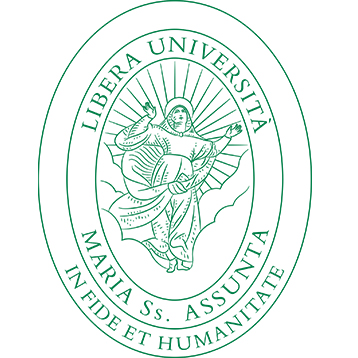 LIBERA UNIVERSITÀ
MARIA Ss. ASSUNTA
IN FIDE ET HUMANITATE